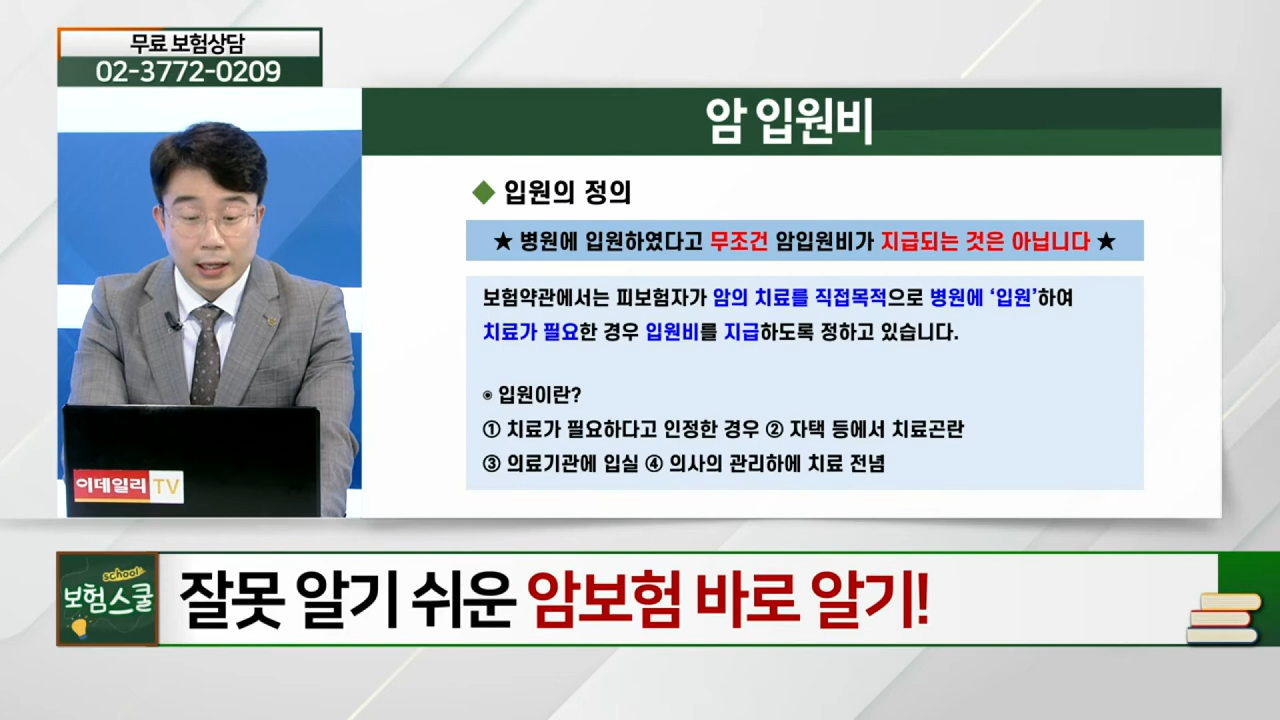 무료 보험상담
02-3772-0209
암 입원비
◆ 입원의 정의
★ 병원에 입원하였다고 무조건 암입원비가 지급되는 것은 아닙니다 ★
보험약관에서는 피보험자가 암의 치료를 직접목적으로 병원에 ‘입원’하여
치료가 필요한 경우 입원비를 지급하도록 정하고 있습니다.
◉ 입원이란?
① 치료가 필요하다고 인정한 경우 ② 자택 등에서 치료곤란
③ 의료기관에 입실 ④ 의사의 관리하에 치료 전념
이데일리TV
school
보험스쿨
잘못 알기 쉬운 암보험 바로 알기!